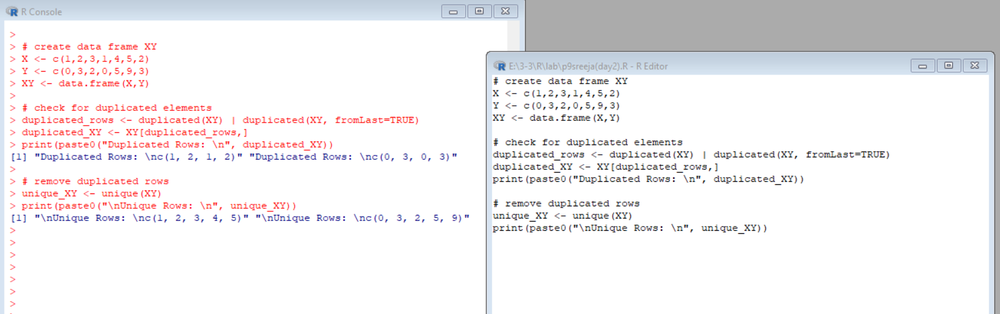 R Console
>
> # create data frame XY
> X <- c(1,2,3,1,4,5,2)
> Y <- c(0,3,2,0,5,9,3)
> XY <- data.frame(X,Y)
>
> # check for duplicated elements
> duplicated_rows <- duplicated(XY) | duplicated(XY, fromLast=TRUE)
> duplicated_XY <- XY[duplicated_rows,]
> print(paste0("Duplicated Rows: \n", duplicated_XY))
[1] "Duplicated Rows: \nc(1, 2, 1, 2)" "Duplicated Rows: \nc(0, 3, 0, 3)"
>
> # remove duplicated rows
> unique_XY <- unique(XY)
> print(paste0("\nUnique Rows: \n", unique_XY))
[1] "\nUnique Rows: \nc(1, 2, 3, 4, 5)" "\nUnique Rows: \nc(0, 3, 2, 5, 9)"
>
>
>
>
>
>
>
E:\3-3\R\lab\p9sreeja(day2).R - R Editor
# create data frame XY
X <- c(1,2,3,1,4,5,2)
Y <- c(0,3,2,0,5,9,3)
XY <- data.frame(X,Y)
# check for duplicated elements
duplicated_rows <- duplicated(XY) | duplicated(XY, fromLast=TRUE)
duplicated_XY <- XY[duplicated_rows,]
print(paste0("Duplicated Rows: \n", duplicated_XY))
# remove duplicated rows
unique_XY <- unique(XY)
print(paste0("\nUnique Rows: \n", unique_XY))